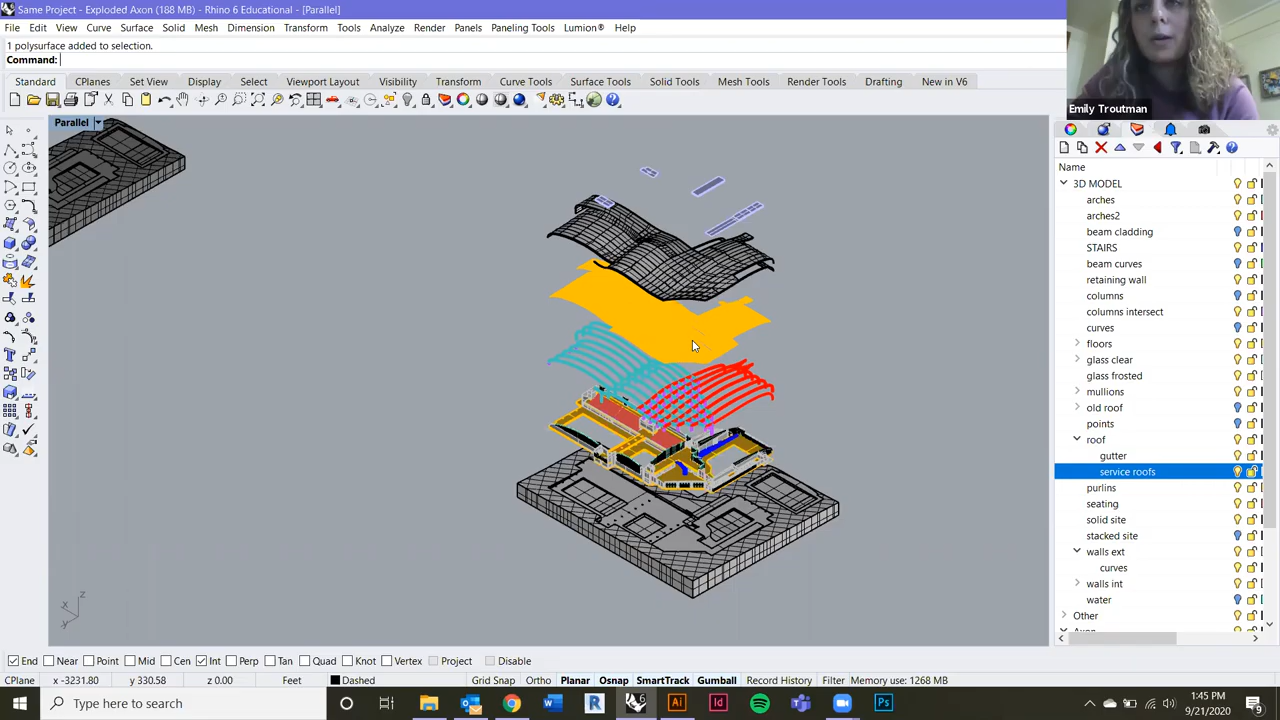 Same Project - Exploded Axon (188 MB) - Rhino 6 Educational - [Parallel]
File Edit View Curve Surface Solid Mesh Dimension Transform Tools Analyze Render Panels Paneling Tools Lumion® Help
1 polysurface added to selection.
Command:
Standard CPlanes Set View Display Select Viewport Layout Visibility Transform Curve Tools Surface Tools Solid Tools Mesh Tools Render Tools Drafting New in V6
Emily Troutman
Parallel
Name
3D MODEL
arches
arches2
beam cladding
STAIRS
beam curves
retaining wall
columns
columns intersect
curves
floors
glass clear
glass frosted
mullions
old roof
points
roof
gutter
service roofs
purlins
seating
solid site
stacked site
walls ext
curves
walls int
water
Other
z
x
y
End Near Point Mid Cen Int Perp Tan Quad Knot Vertex Project Disable
CPlane x -3231.80 y 330.58 z 0.00 Feet Dashed Grid Snap Ortho Planar Osnap SmartTrack Gumball Record History Filter Memory use: 1268 MB
Type here to search
1:45 PM
9/21/2020